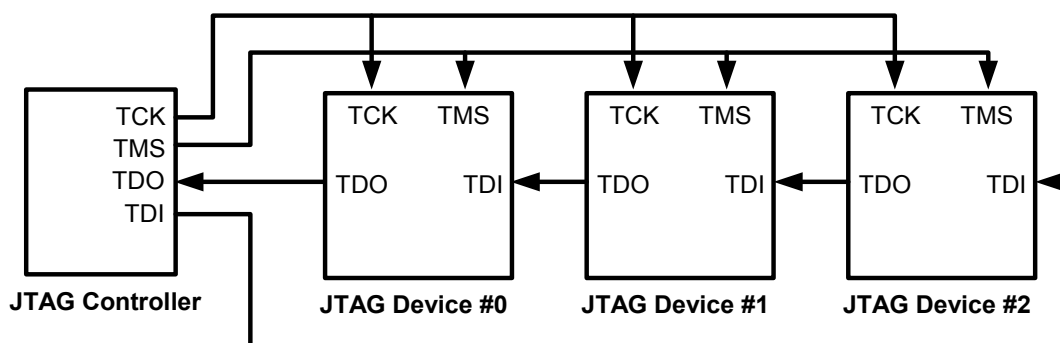 TCK
TMS
TDO
TDI
JTAG Controller
TCK TMS
TDO TDI
JTAG Device #0
TCK TMS
TDO TDI
JTAG Device #1
TCK TMS
TDO TDI
JTAG Device #2